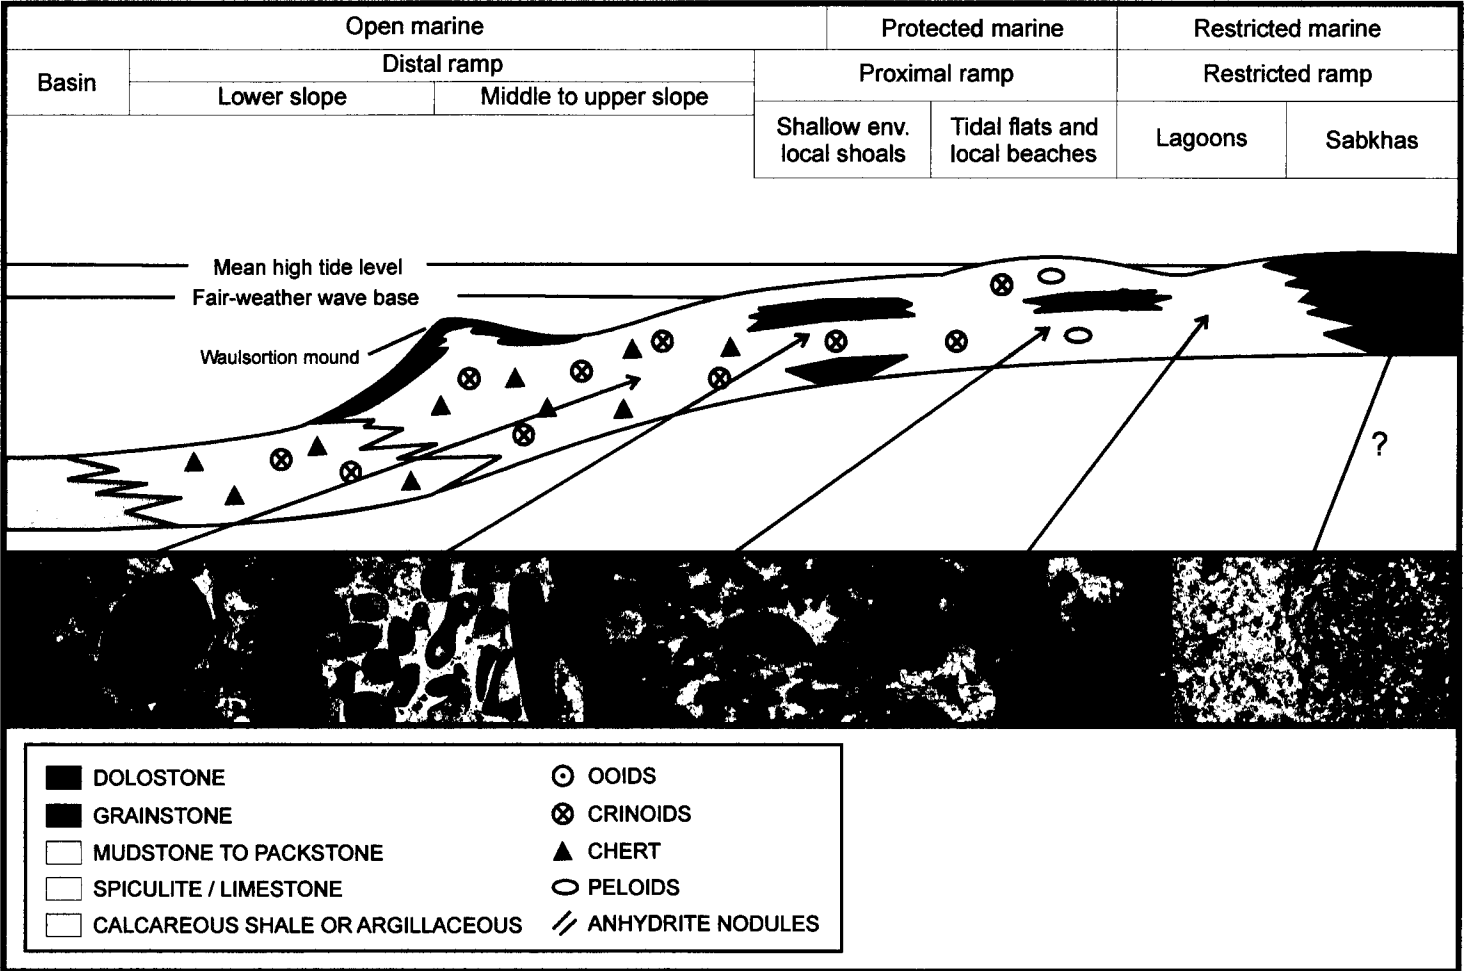 Open marine
Protected marine
Restricted marine
Basin
Distal ramp
Proximal ramp
Restricted ramp
Lower slope
Middle to upper slope
Shallow env.
local shoals
Tidal flats and
local beaches
Lagoons
Sabkhas
Mean high tide level
Fair-weather wave base
Waulsortion mound
?
DOLOSTONE
GRAINSTONE
MUDSTONE TO PACKSTONE
SPICULITE / LIMESTONE
CALCAREOUS SHALE OR ARGILLACEOUS
OOIDS
CRINOIDS
CHERT
PELOIDS
ANHYDRITE NODULES